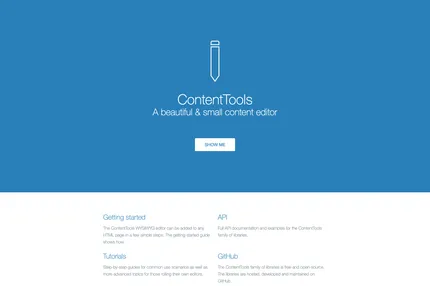 ContentTools
A beautiful & small content editor
SHOW ME
Getting started
The ContentTools WYSIWYG editor can be added to any
HTML page in a few simple steps. The getting started guide
shows how.
API
Full API documentation and examples for the ContentTools
family of libraries.
Tutorials
Step-by-step guides for common use scenarios as well as
more advanced topics for those rolling their own editors.
GitHub
The ContentTools family of libraries is free and open source.
The libraries are hosted, developed and maintained on
GitHub.